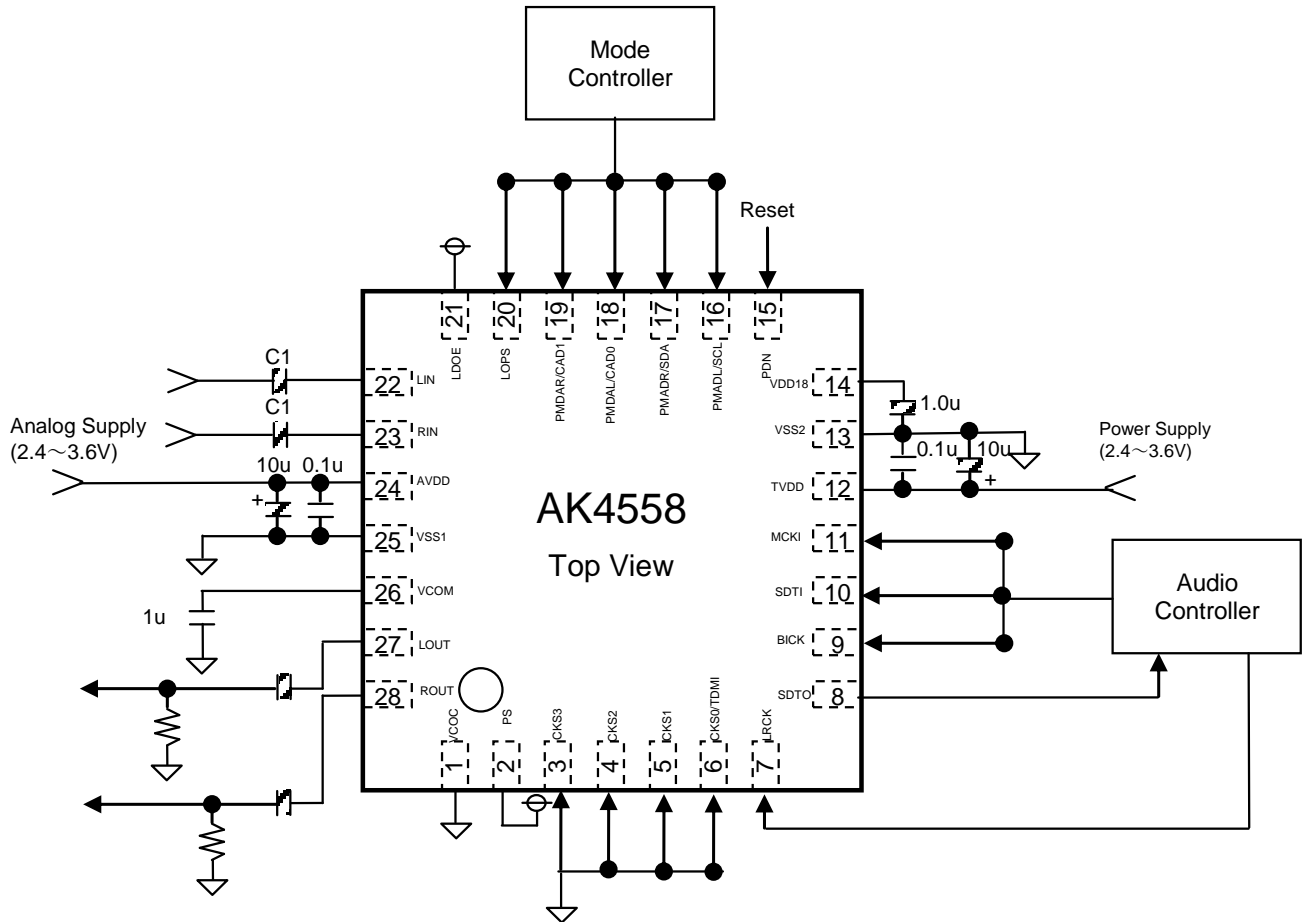 Mode
Controller
Reset
21
20
19
18
17
16
15
LDOE
LOPS
PMDAR/CAD1
PMDAL/CAD0
PMADR/SDA
PMADL/SCL
PDN
C1
22
LIN
C1
23
RIN
Analog Supply
(2.4～3.6V)
10u
0.1u
+
24
AVDD
25
VSS1
26
VCOM
1u
27
LOUT
28
ROUT
AK4558
Top View
VDD18
14
1.0u
VSS2
13
0.1u
10u
+
Power Supply
(2.4～3.6V)
TVDD
12
MCKI
11
SDTI
10
BICK
9
SDTO
8
Audio
Controller
VCOC
PS
CKS3
CKS2
CKS1
CKS0/TDMI
LRCK
1
2
3
4
5
6
7